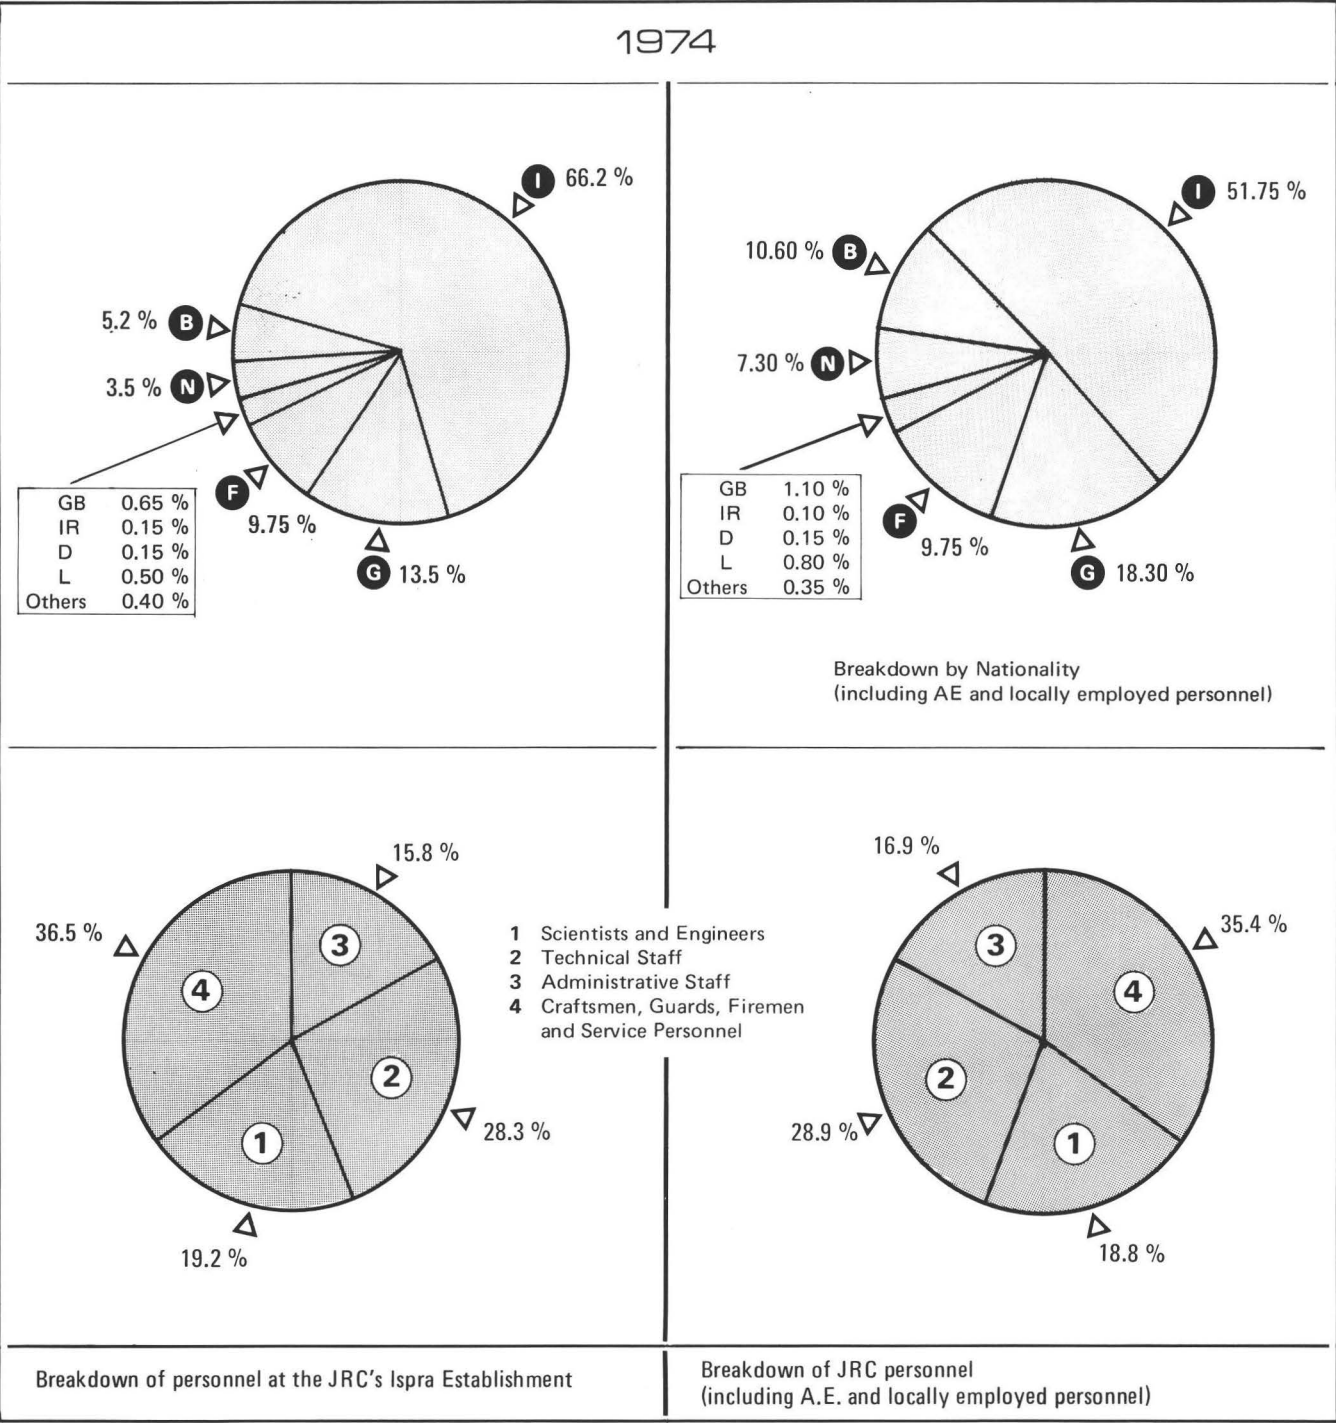 1974
I 66.2 %
5.2 % B
3.5 % N
GB 0.65 %
IR 0.15 %
D 0.15 %
L 0.50 %
Others 0.40 %
F
9.75 %
G 13.5 %
I 51.75 %
10.60 % B
7.30 % N
GB 1.10 %
IR 0.10 %
D 0.15 %
L 0.80 %
Others 0.35 %
F
9.75 %
G 18.30 %
Breakdown by Nationality
(including AE and locally employed personnel)
15.8 %
36.5 %
3
4
2
1
28.3 %
19.2 %
1 Scientists and Engineers
2 Technical Staff
3 Administrative Staff
4 Craftsmen, Guards, Firemen
and Service Personnel
16.9 %
35.4 %
3
4
2
1
28.9 %
18.8 %
Breakdown of personnel at the JRC's Ispra Establishment
Breakdown of JRC personnel
(including A.E. and locally employed personnel)